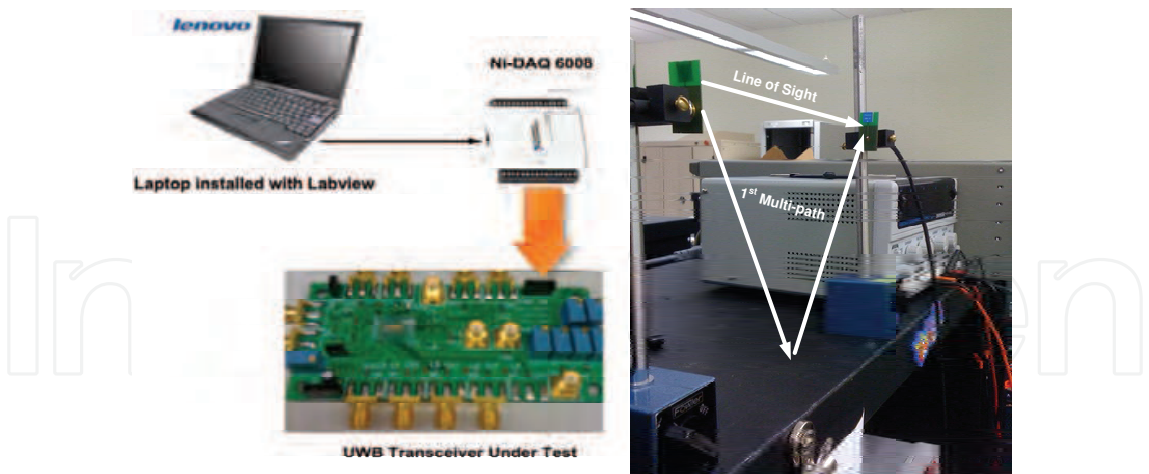 lenovo
Ni-DAQ 6008
Laptop installed with Labview
UWB Transceiver Under Test
Line of Sight
1st Multi-path